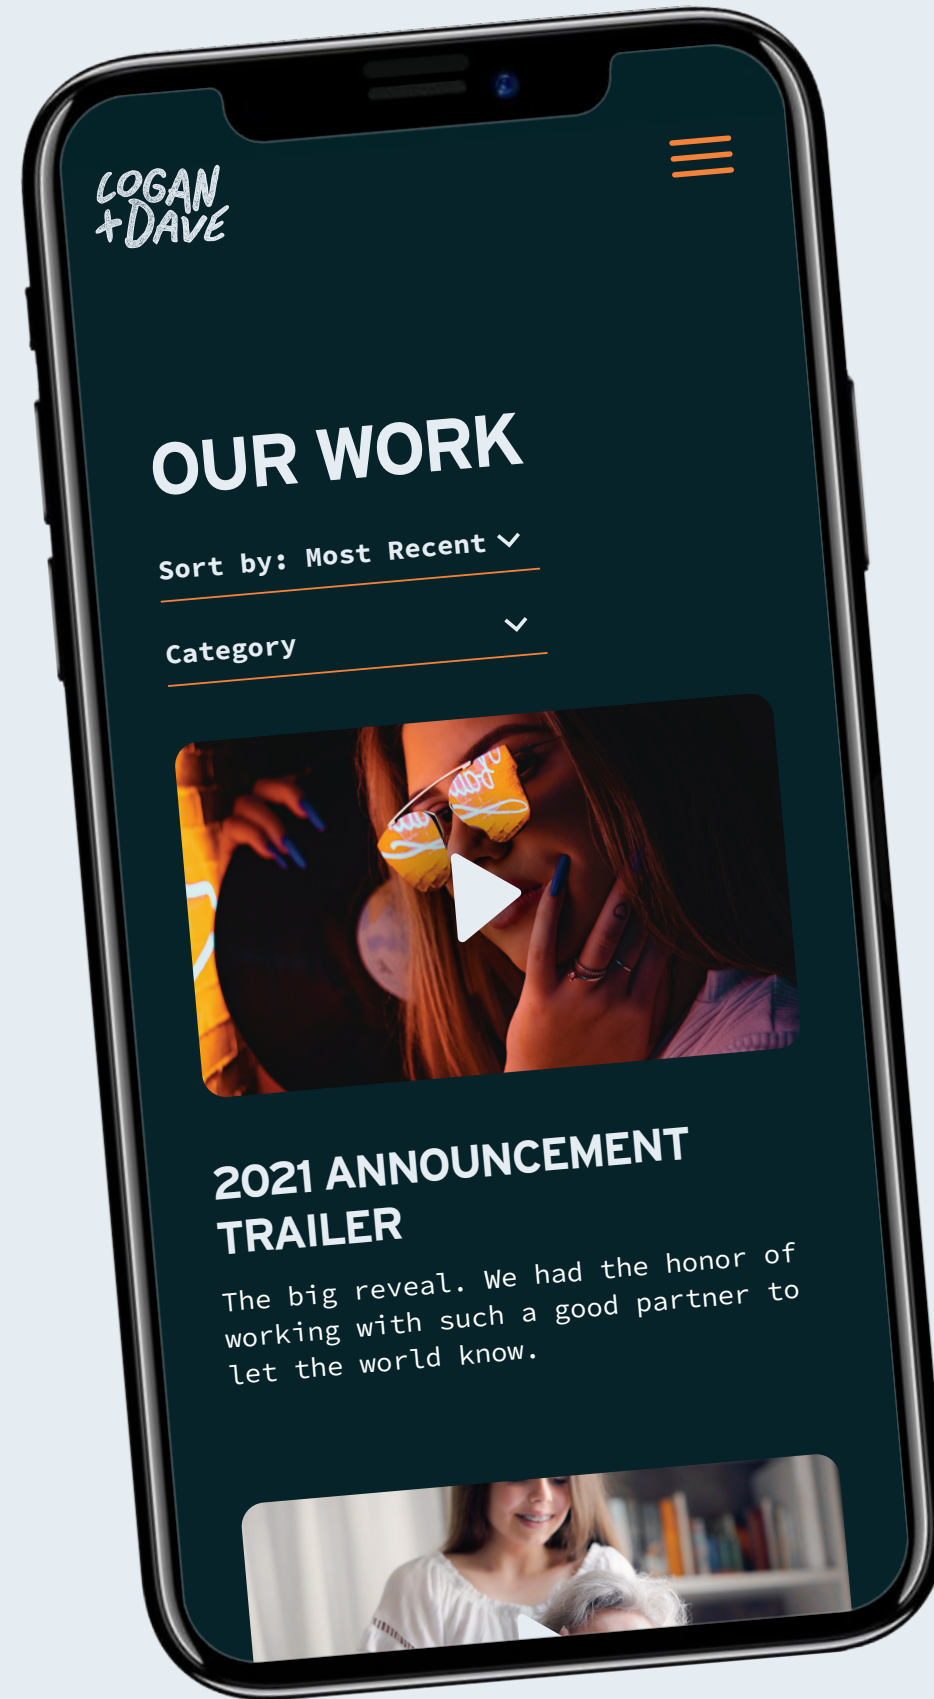 LOGAN
+DAVE
OUR WORK
Sort by: Most Recent
Category
2021 ANNOUNCEMENT
TRAILER
The big reveal. We had the honor of
working with such a good partner to
let the world know.